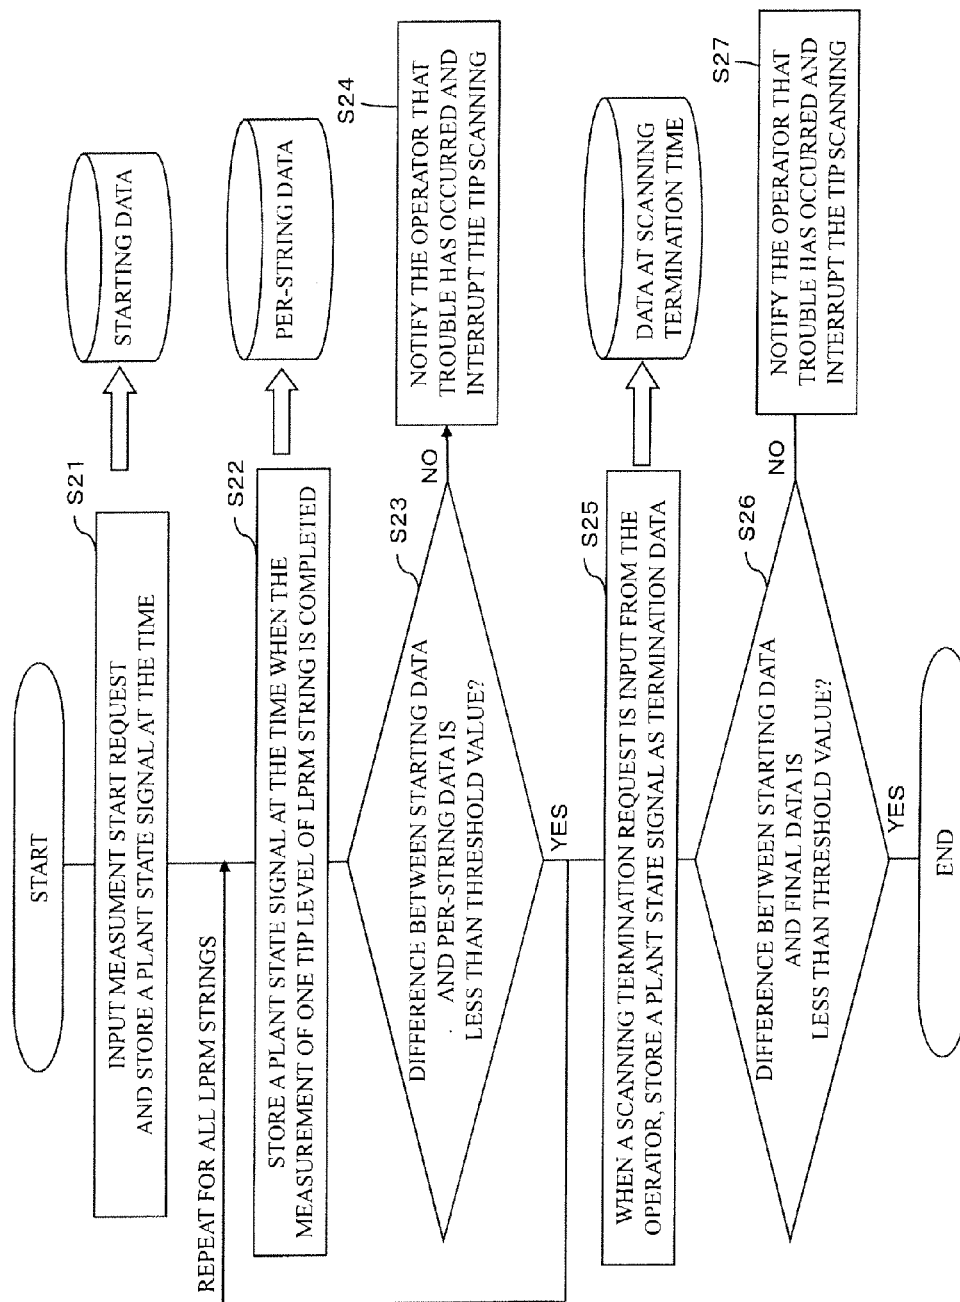 START
S21
INPUT MEASUMENT START REQUEST
AND STORE A PLANT STATE SIGNAL AT THE TIME
STARTING DATA
REPEAT FOR ALL LPRM STRINGS
S22
STORE A PLANT STATE SIGNAL AT THE TIME WHEN THE
MEASUREMENT OF ONE TIP LEVEL OF LPRM STRING IS COMPLETED
PER-STRING DATA
S23
DIFFERENCE BETWEEN STARTING DATA
AND PER-STRING DATA IS
LESS THAN THRESHOLD VALUE?
NO
YES
S24
NOTIFY THE OPERATOR THAT
TROUBLE HAS OCCURRED AND
INTERRUPT THE TIP SCANNING
S25
WHEN A SCANNING TERMINATION REQUEST IS INPUT FROM THE
OPERATOR, STORE A PLANT STATE SIGNAL AS TERMINATION DATA
DATA AT SCANNING
TERMINATION TIME
S26
DIFFERENCE BETWEEN STARTING DATA
AND FINAL DATA IS
LESS THAN THRESHOLD VALUE?
NO
YES
S27
NOTIFY THE OPERATOR THAT
TROUBLE HAS OCCURRED AND
INTERRUPT THE TIP SCANNING
END